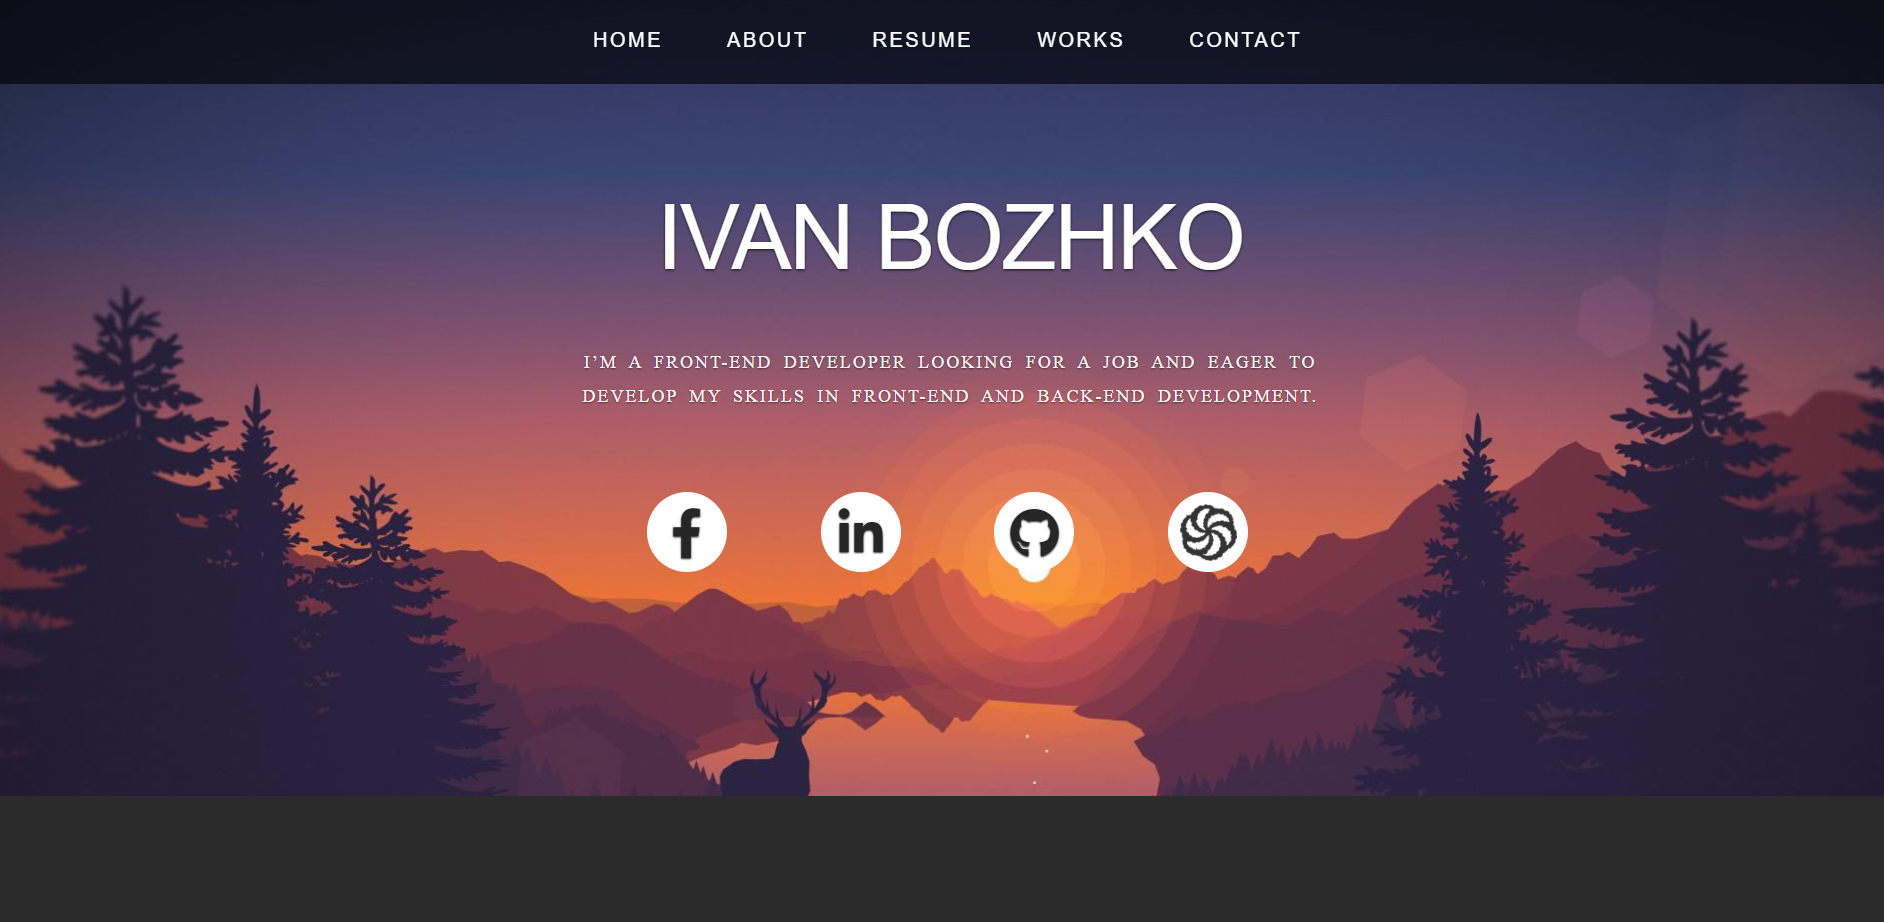 HOME ABOUT RESUME WORKS CONTACT
IVAN BOZHKO
I’M A FRONT-END DEVELOPER LOOKING FOR A JOB AND EAGER TO
DEVELOP MY SKILLS IN FRONT-END AND BACK-END DEVELOPMENT.